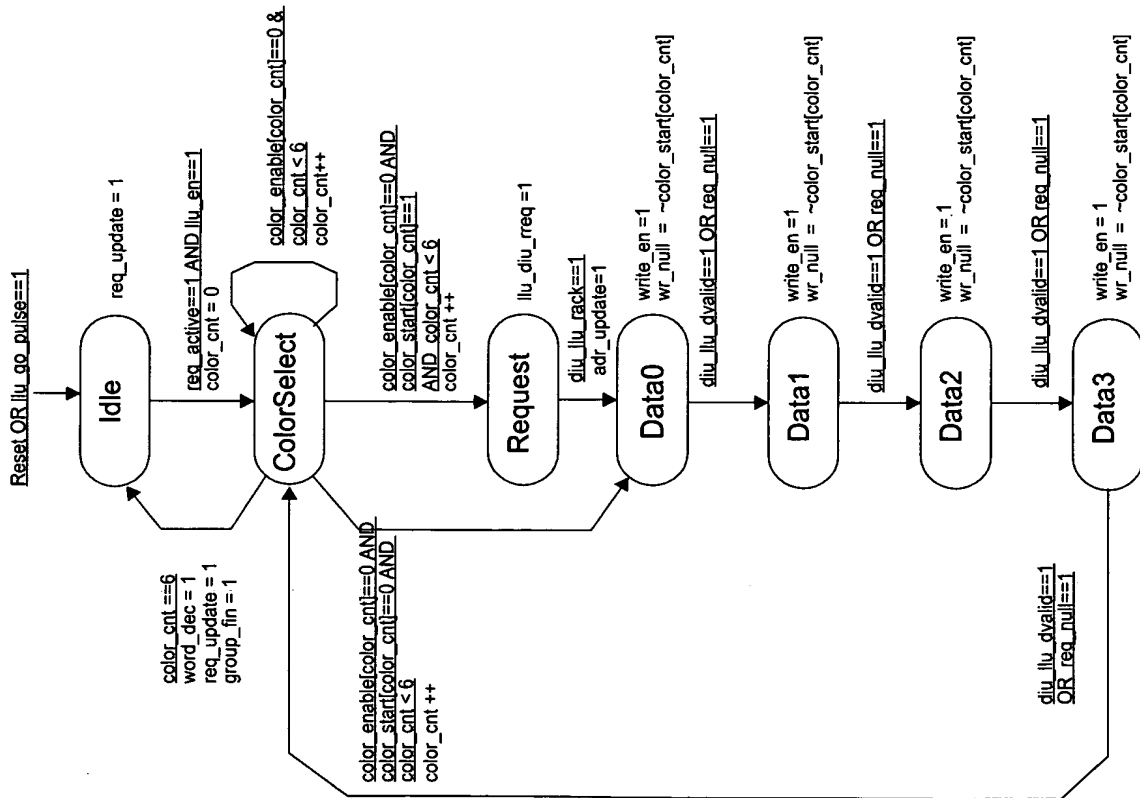 Reset OR llu_go_pulse==1
Idle
req_update = 1
req_active==1 AND llu_en==1
color_cnt = 0
color_cnt ==6
word_dec = 1
req_update = 1
group_fin = 1
ColorSelect
color_enable[color_cnt]==0 &
color_cnt < 6
color_cnt++
color_enable[color_cnt]==0 AND
color_start[color_cnt]==1
AND color_cnt < 6
color_cnt ++
color_enable[color_cnt]==0 AND
color_start[color_cnt]==0 AND
color_cnt < 6
color_cnt ++
Request
llu_diu_rreq =1
diu_llu_rack==1
adr_update=1
Data0
write_en =1
wr_null = ~color_start[color_cnt]
diu_llu_dvalid==1 OR req_null==1
Data1
write_en =1
wr_null = ~color_start[color_cnt]
diu_llu_dvalid==1 OR req_null==1
Data2
write_en = 1
wr_null = ~color_start[color_cnt]
diu_llu_dvalid==1 OR req_null==1
Data3
write_en =1
wr_null = ~color_start[color_cnt]
diu_llu_dvalid==1
OR req_null==1